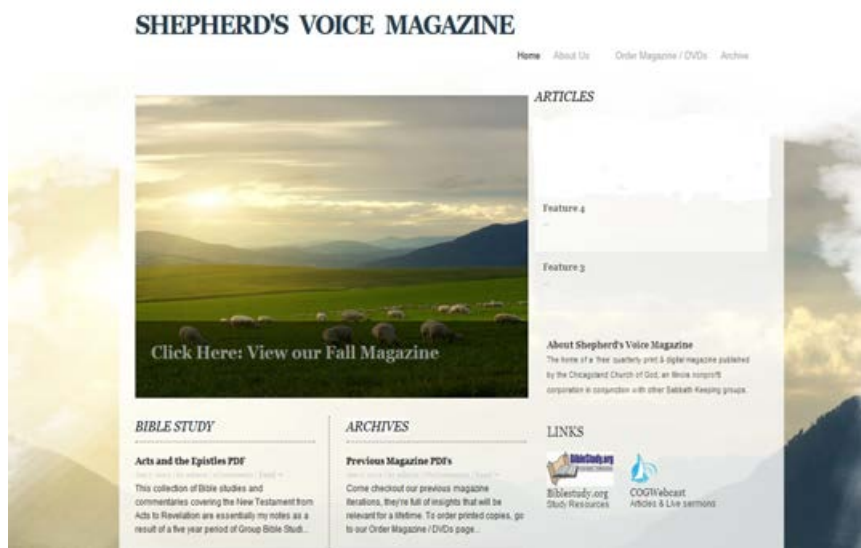 SHEPHERD'S VOICE MAGAZINE
Home About Us Order Magazine / DVDs Archive
ARTICLES
Feature 4
Feature 3
Click Here: View our Fall Magazine
About Shepherd's Voice Magazine
The home of a 'free' quarterly print & digital magazine published
by the Chicagoland Church of God, an Illinois nonprofit
corporation in conjunction with other Sabbath-Keeping groups.
BIBLE STUDY
Acts and the Epistles PDF
This collection of Bible studies and
commentaries covering the New Testament from
Acts to Revelation are essentially my notes as a
result of a five year period of Group Bible Studi...
ARCHIVES
Previous Magazine PDFs
Come checkout our previous magazine
iterations, they're full of insights that will be
relevant for a lifetime. To order printed copies, go
to our Order Magazine / DVDs page...
LINKS
BibleStudy.org
Biblestudy.org
Study Resources
COGWebcast
Articles & Live sermons